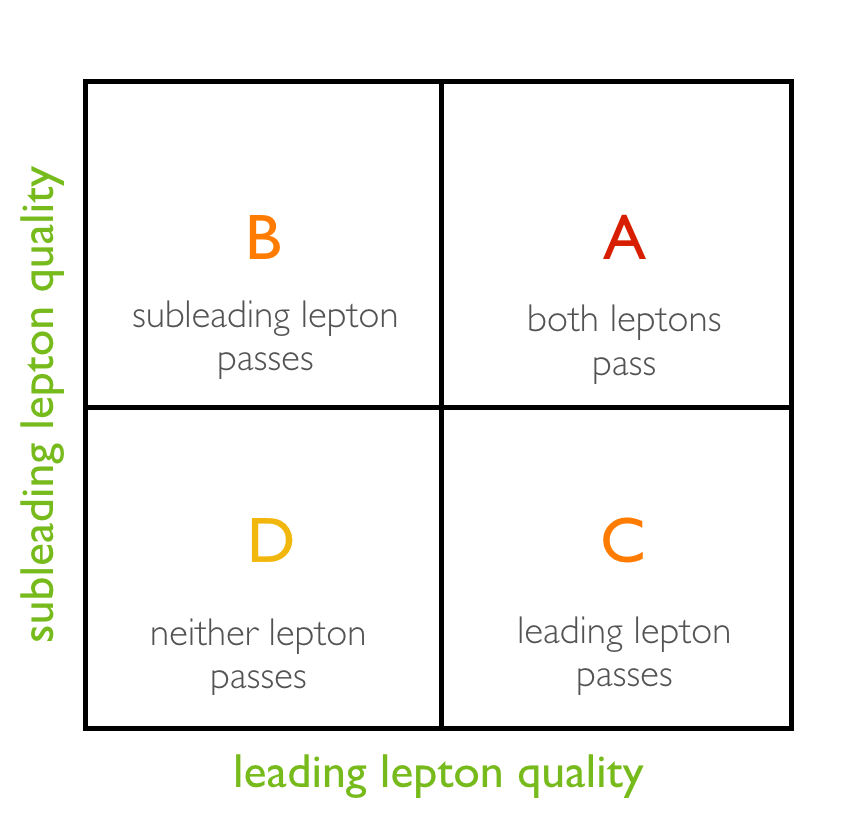 subleading lepton quality
B
subleading lepton
passes
A
both leptons
pass
D
neither lepton
passes
C
leading lepton
passes
leading lepton quality